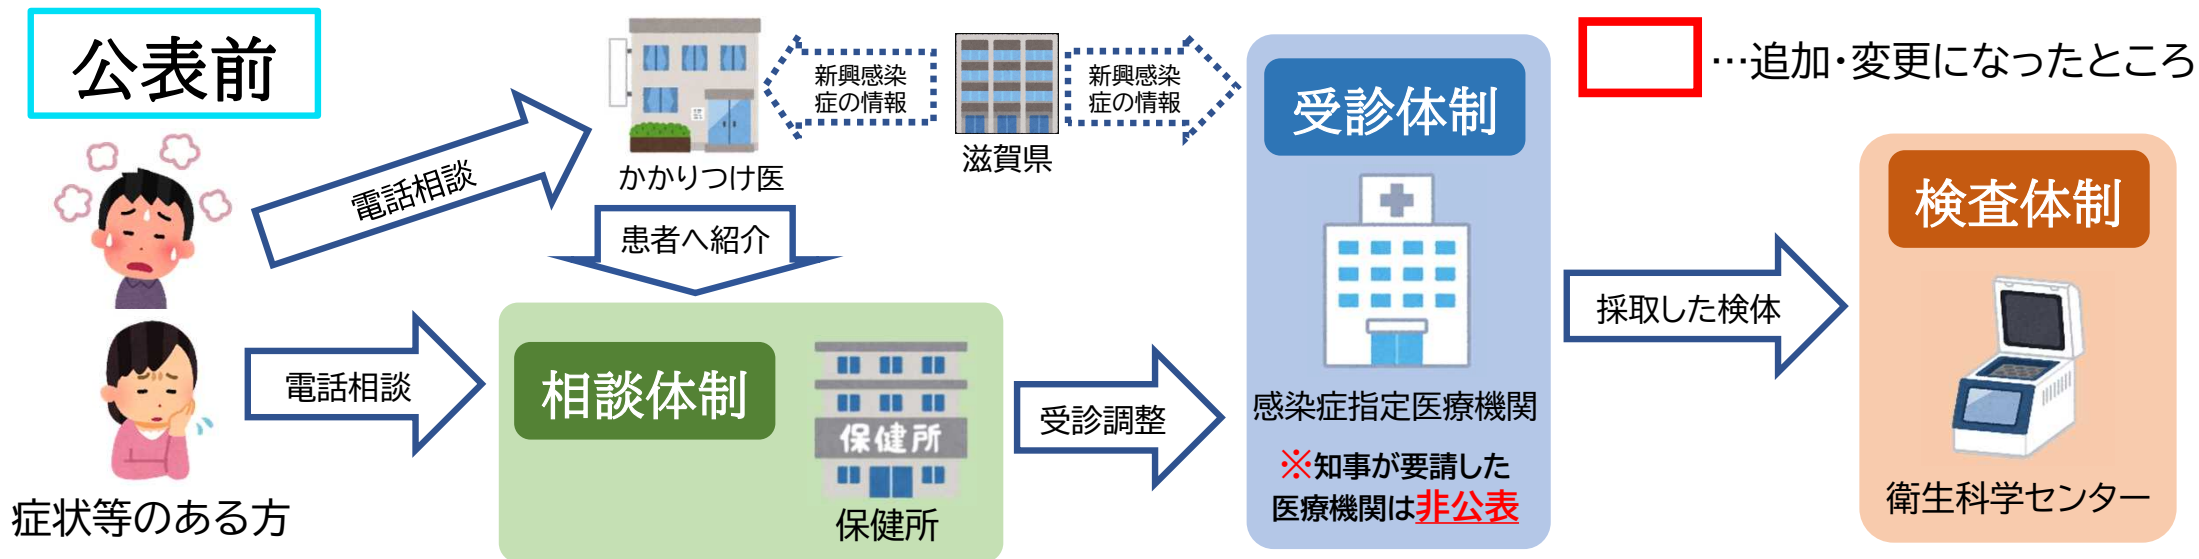 公表前
新興感染
症の情報
新興感染
症の情報
…追加・変更になったところ
かかりつけ医
滋賀県
受診体制
検査体制
電話相談
患者へ紹介
採取した検体
電話相談
相談体制
保健所
保健所
受診調整
感染症指定医療機関
※知事が要請した
医療機関は非公表
症状等のある方
衛生科学センター